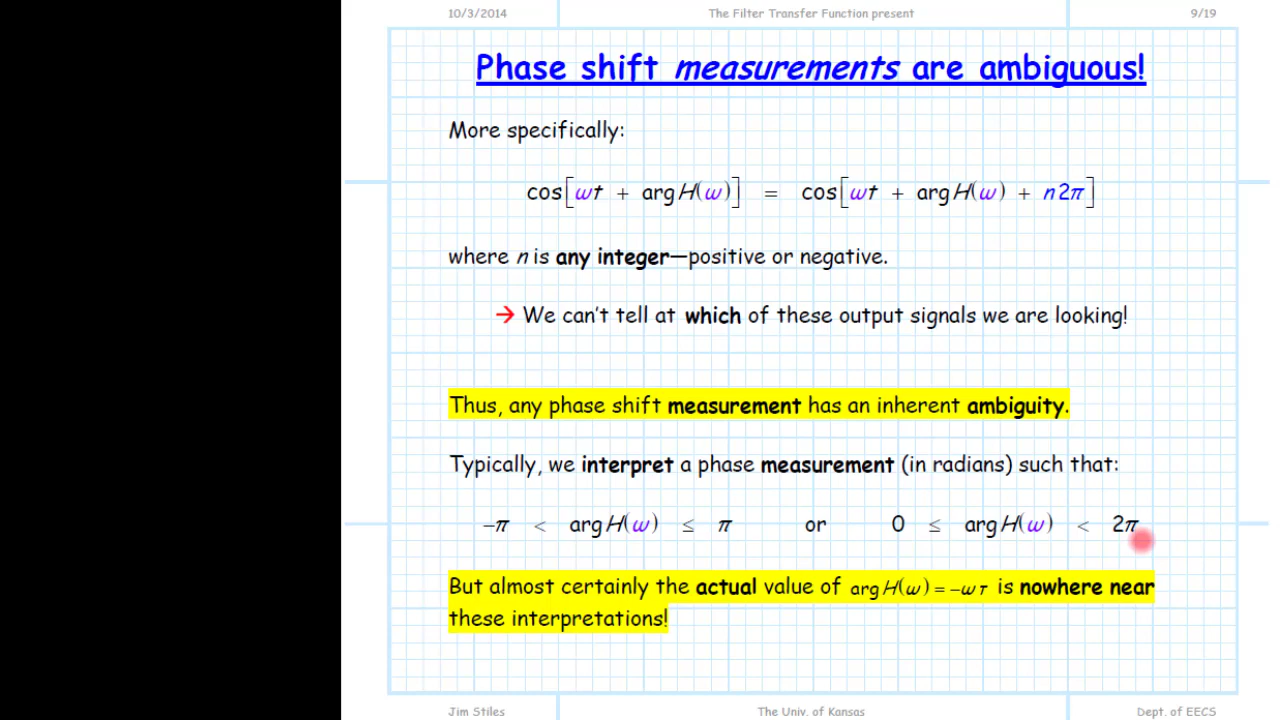 10/3/2014 The Filter Transfer Function present 9/19
Phase shift measurements are ambiguous!
More specifically:
cos[ωt + arg H(ω)] = cos[ωt + arg H(ω) + n2π]
where n is any integer—positive or negative.
→ We can't tell at which of these output signals we are looking!
Thus, any phase shift measurement has an inherent ambiguity.
Typically, we interpret a phase measurement (in radians) such that:
−π < arg H(ω) ≤ π or 0 ≤ arg H(ω) < 2π
But almost certainly the actual value of arg H(ω) = −ωτ is nowhere near
these interpretations!
Jim Stiles The Univ. of Kansas Dept. of EECS